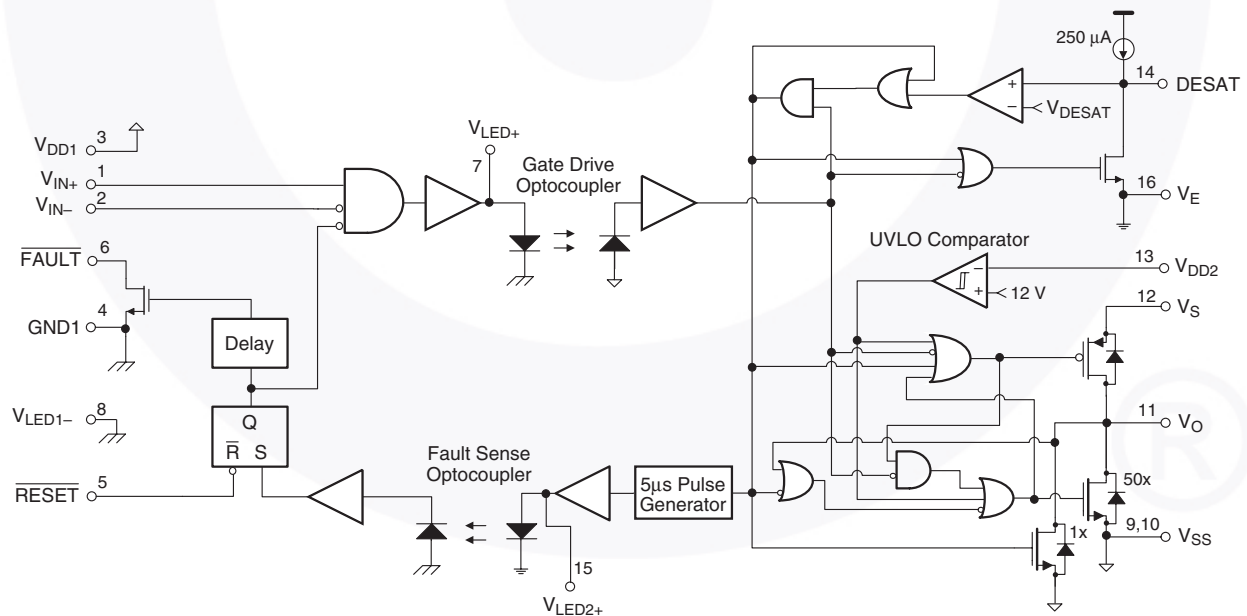 250 µA
14
DESAT
+
−
VDESAT
VLED+
7
Gate Drive
Optocoupler
VDD1
3
VIN+
1
VIN−
2
16
VE
UVLO Comparator
FAULT
6
−
+
12 V
13
VDD2
12
VS
GND1
4
Delay
VLED1−
8
Q
R S
11
VO
Fault Sense
Optocoupler
RESET
5
5µs Pulse
Generator
50x
1x
9,10
VSS
15
VLED2+
®